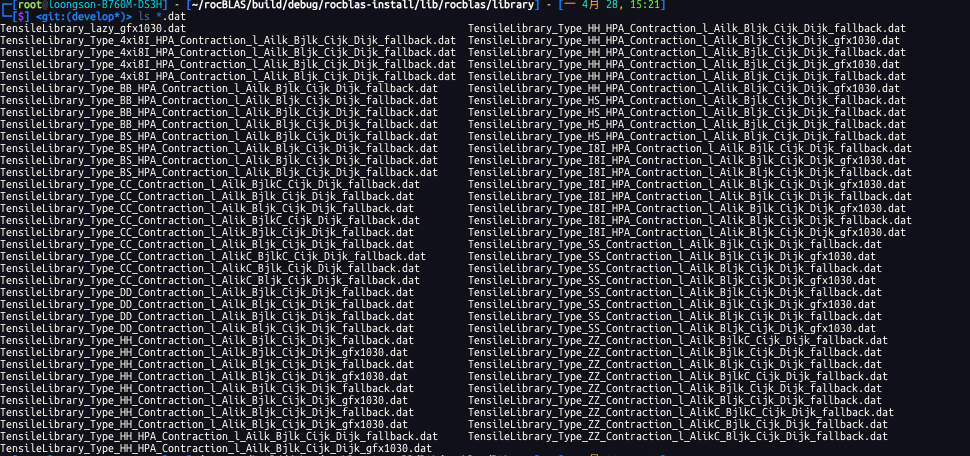 [root@Loongson-B760M-DS3H] - [~/rocBLAS/build/debug/rocblas-install/lib/rocblas/library] - [一 4月 28, 15:21]
[$] <git:(develop*)> ls *.dat
TensileLibrary_lazy_gfx1030.dat TensileLibrary_Type_HH_HPA_Contraction_l_Ailk_Bljk_Cijk_Dijk_fallback.dat
TensileLibrary_Type_4xi8I_HPA_Contraction_l_Ailk_Bjlk_Cijk_Dijk_fallback.dat TensileLibrary_Type_HH_HPA_Contraction_l_Ailk_Bljk_Cijk_Dijk_gfx1030.dat
TensileLibrary_Type_4xi8I_HPA_Contraction_l_Ailk_Bljk_Cijk_Dijk_fallback.dat TensileLibrary_Type_HH_HPA_Contraction_l_Alik_Bjlk_Cijk_Dijk_fallback.dat
TensileLibrary_Type_4xi8I_HPA_Contraction_l_Alik_Bjlk_Cijk_Dijk_fallback.dat TensileLibrary_Type_HH_HPA_Contraction_l_Alik_Bjlk_Cijk_Dijk_gfx1030.dat
TensileLibrary_Type_4xi8I_HPA_Contraction_l_Alik_Bljk_Cijk_Dijk_fallback.dat TensileLibrary_Type_HH_HPA_Contraction_l_Alik_Bljk_Cijk_Dijk_fallback.dat
TensileLibrary_Type_BB_HPA_Contraction_l_Ailk_Bjlk_Cijk_Dijk_fallback.dat TensileLibrary_Type_HH_HPA_Contraction_l_Alik_Bljk_Cijk_Dijk_gfx1030.dat
TensileLibrary_Type_BB_HPA_Contraction_l_Ailk_Bljk_Cijk_Dijk_fallback.dat TensileLibrary_Type_HS_HPA_Contraction_l_Ailk_Bjlk_Cijk_Dijk_fallback.dat
TensileLibrary_Type_BB_HPA_Contraction_l_Alik_Bjlk_Cijk_Dijk_fallback.dat TensileLibrary_Type_HS_HPA_Contraction_l_Ailk_Bljk_Cijk_Dijk_fallback.dat
TensileLibrary_Type_BB_HPA_Contraction_l_Alik_Bljk_Cijk_Dijk_fallback.dat TensileLibrary_Type_HS_HPA_Contraction_l_Alik_Bjlk_Cijk_Dijk_fallback.dat
TensileLibrary_Type_BS_HPA_Contraction_l_Ailk_Bjlk_Cijk_Dijk_fallback.dat TensileLibrary_Type_HS_HPA_Contraction_l_Alik_Bljk_Cijk_Dijk_fallback.dat
TensileLibrary_Type_BS_HPA_Contraction_l_Ailk_Bljk_Cijk_Dijk_fallback.dat TensileLibrary_Type_I8I_HPA_Contraction_l_Ailk_Bjlk_Cijk_Dijk_fallback.dat
TensileLibrary_Type_BS_HPA_Contraction_l_Alik_Bjlk_Cijk_Dijk_fallback.dat TensileLibrary_Type_I8I_HPA_Contraction_l_Ailk_Bjlk_Cijk_Dijk_gfx1030.dat
TensileLibrary_Type_BS_HPA_Contraction_l_Alik_Bljk_Cijk_Dijk_fallback.dat TensileLibrary_Type_I8I_HPA_Contraction_l_Ailk_Bljk_Cijk_Dijk_fallback.dat
TensileLibrary_Type_CC_Contraction_l_Ailk_BjlkC_Cijk_Dijk_fallback.dat TensileLibrary_Type_I8I_HPA_Contraction_l_Ailk_Bljk_Cijk_Dijk_gfx1030.dat
TensileLibrary_Type_CC_Contraction_l_Ailk_Bjlk_Cijk_Dijk_fallback.dat TensileLibrary_Type_I8I_HPA_Contraction_l_Alik_Bjlk_Cijk_Dijk_fallback.dat
TensileLibrary_Type_CC_Contraction_l_Ailk_Bljk_Cijk_Dijk_fallback.dat TensileLibrary_Type_I8I_HPA_Contraction_l_Alik_Bjlk_Cijk_Dijk_gfx1030.dat
TensileLibrary_Type_CC_Contraction_l_Alik_BjlkC_Cijk_Dijk_fallback.dat TensileLibrary_Type_I8I_HPA_Contraction_l_Alik_Bljk_Cijk_Dijk_fallback.dat
TensileLibrary_Type_CC_Contraction_l_Alik_Bjlk_Cijk_Dijk_fallback.dat TensileLibrary_Type_I8I_HPA_Contraction_l_Alik_Bljk_Cijk_Dijk_gfx1030.dat
TensileLibrary_Type_CC_Contraction_l_Alik_Bljk_Cijk_Dijk_fallback.dat TensileLibrary_Type_SS_Contraction_l_Ailk_Bjlk_Cijk_Dijk_fallback.dat
TensileLibrary_Type_CC_Contraction_l_AlikC_BjlkC_Cijk_Dijk_fallback.dat TensileLibrary_Type_SS_Contraction_l_Ailk_Bjlk_Cijk_Dijk_gfx1030.dat
TensileLibrary_Type_CC_Contraction_l_AlikC_Bjlk_Cijk_Dijk_fallback.dat TensileLibrary_Type_SS_Contraction_l_Ailk_Bljk_Cijk_Dijk_fallback.dat
TensileLibrary_Type_CC_Contraction_l_AlikC_Bljk_Cijk_Dijk_fallback.dat TensileLibrary_Type_SS_Contraction_l_Ailk_Bljk_Cijk_Dijk_gfx1030.dat
TensileLibrary_Type_DD_Contraction_l_Ailk_Bjlk_Cijk_Dijk_fallback.dat TensileLibrary_Type_SS_Contraction_l_Alik_Bjlk_Cijk_Dijk_fallback.dat
TensileLibrary_Type_DD_Contraction_l_Ailk_Bljk_Cijk_Dijk_fallback.dat TensileLibrary_Type_SS_Contraction_l_Alik_Bjlk_Cijk_Dijk_gfx1030.dat
TensileLibrary_Type_DD_Contraction_l_Alik_Bjlk_Cijk_Dijk_fallback.dat TensileLibrary_Type_SS_Contraction_l_Alik_Bljk_Cijk_Dijk_fallback.dat
TensileLibrary_Type_DD_Contraction_l_Alik_Bljk_Cijk_Dijk_fallback.dat TensileLibrary_Type_SS_Contraction_l_Alik_Bljk_Cijk_Dijk_gfx1030.dat
TensileLibrary_Type_HH_Contraction_l_Ailk_Bjlk_Cijk_Dijk_fallback.dat TensileLibrary_Type_ZZ_Contraction_l_Ailk_BjlkC_Cijk_Dijk_fallback.dat
TensileLibrary_Type_HH_Contraction_l_Ailk_Bjlk_Cijk_Dijk_gfx1030.dat TensileLibrary_Type_ZZ_Contraction_l_Ailk_Bjlk_Cijk_Dijk_fallback.dat
TensileLibrary_Type_HH_Contraction_l_Ailk_Bljk_Cijk_Dijk_fallback.dat TensileLibrary_Type_ZZ_Contraction_l_Ailk_Bljk_Cijk_Dijk_fallback.dat
TensileLibrary_Type_HH_Contraction_l_Ailk_Bljk_Cijk_Dijk_gfx1030.dat TensileLibrary_Type_ZZ_Contraction_l_Alik_BjlkC_Cijk_Dijk_fallback.dat
TensileLibrary_Type_HH_Contraction_l_Alik_Bjlk_Cijk_Dijk_fallback.dat TensileLibrary_Type_ZZ_Contraction_l_Alik_Bjlk_Cijk_Dijk_fallback.dat
TensileLibrary_Type_HH_Contraction_l_Alik_Bjlk_Cijk_Dijk_gfx1030.dat TensileLibrary_Type_ZZ_Contraction_l_Alik_Bljk_Cijk_Dijk_fallback.dat
TensileLibrary_Type_HH_Contraction_l_Alik_Bljk_Cijk_Dijk_fallback.dat TensileLibrary_Type_ZZ_Contraction_l_AlikC_BjlkC_Cijk_Dijk_fallback.dat
TensileLibrary_Type_HH_Contraction_l_Alik_Bljk_Cijk_Dijk_gfx1030.dat TensileLibrary_Type_ZZ_Contraction_l_AlikC_Bjlk_Cijk_Dijk_fallback.dat
TensileLibrary_Type_HH_HPA_Contraction_l_Ailk_Bjlk_Cijk_Dijk_fallback.dat TensileLibrary_Type_ZZ_Contraction_l_AlikC_Bljk_Cijk_Dijk_fallback.dat
TensileLibrary_Type_HH_HPA_Contraction_l_Ailk_Bjlk_Cijk_Dijk_gfx1030.dat